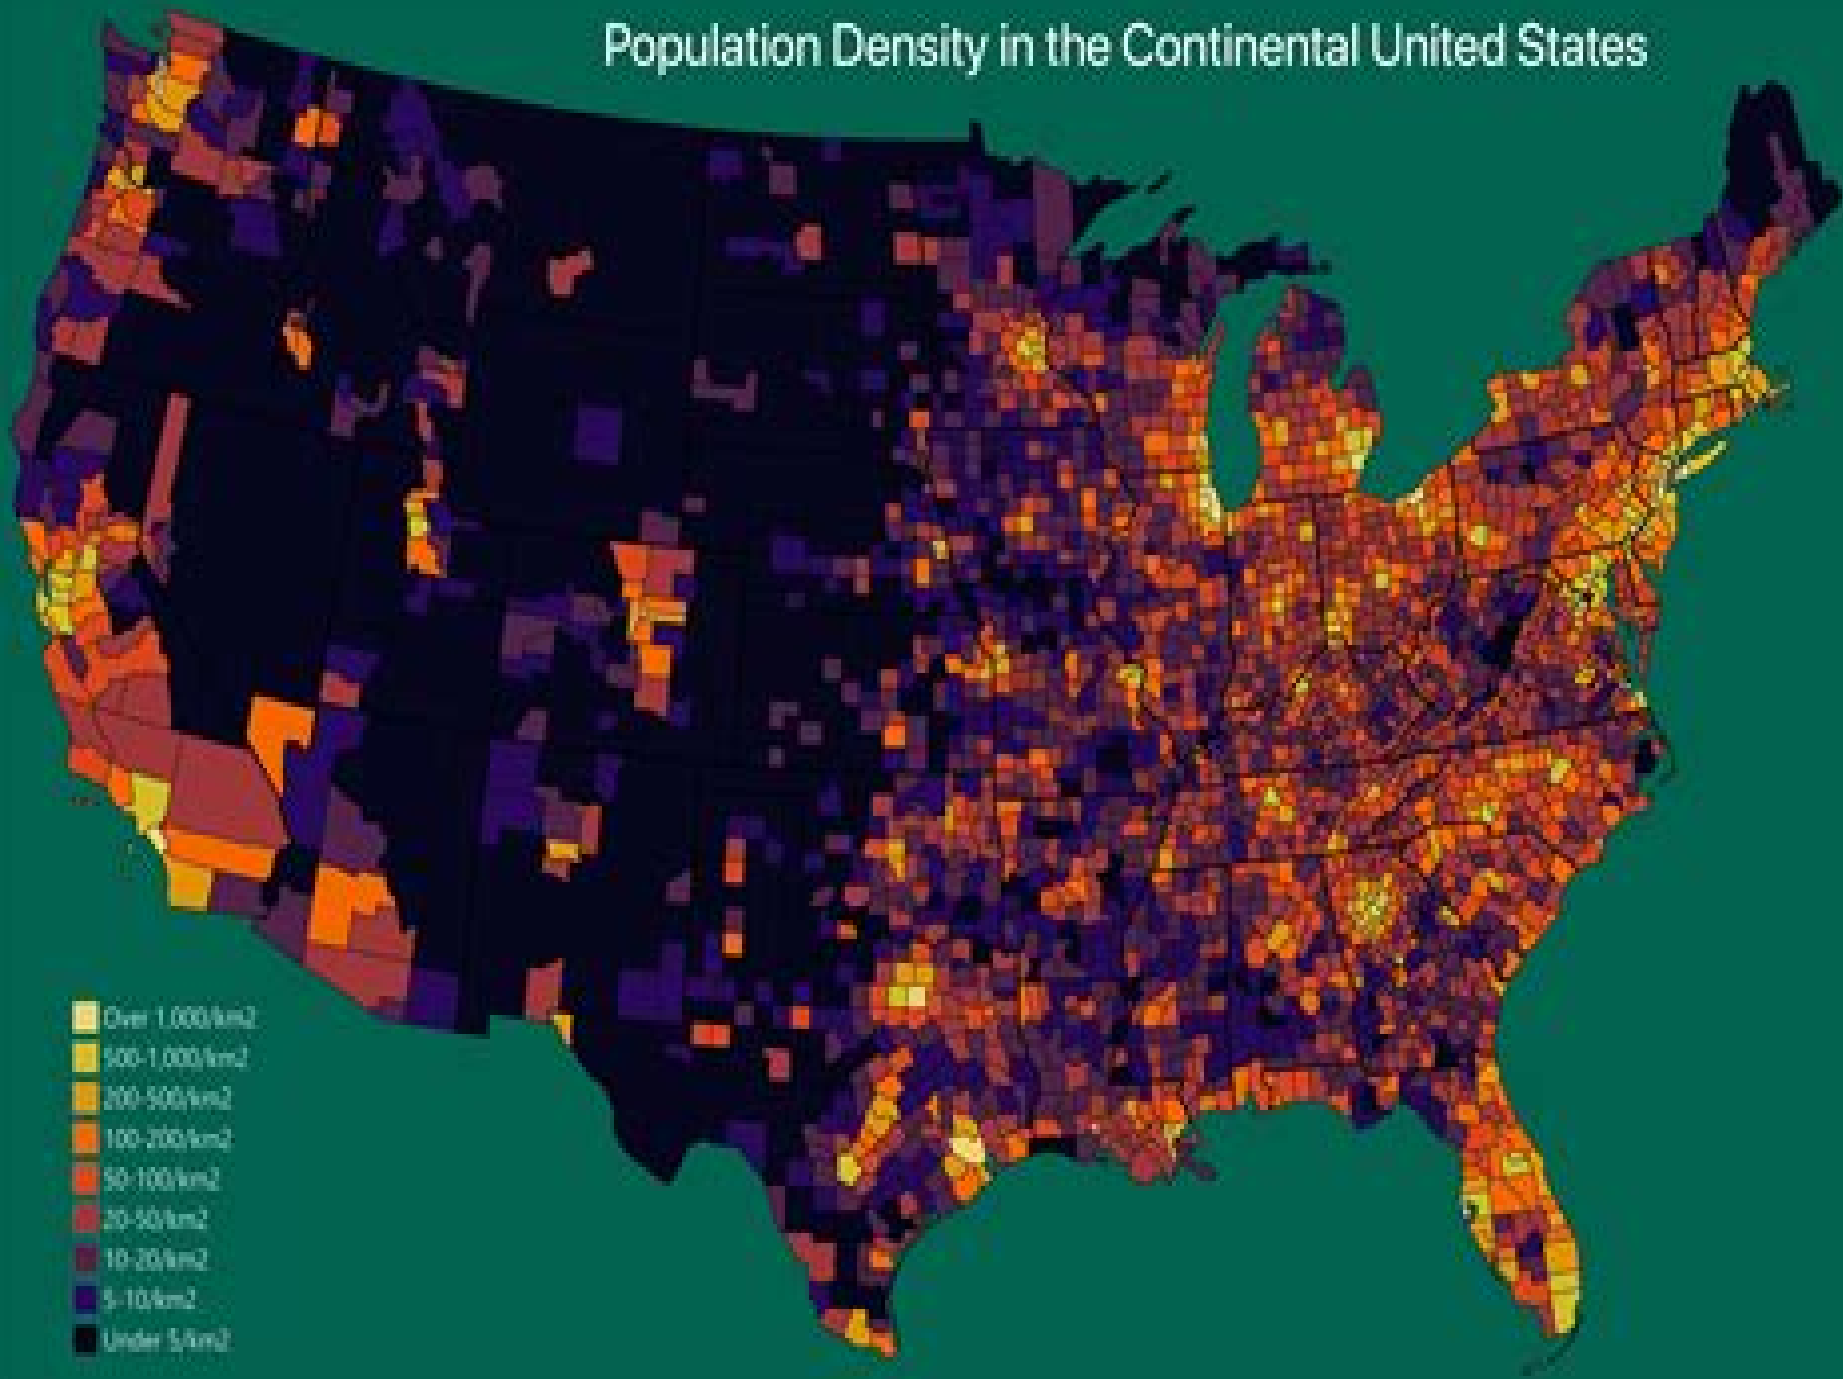 Population Density in the Continental United States
Over 1,000/km2
500-1,000/km2
200-500/km2
100-200/km2
50-100/km2
20-50/km2
10-20/km2
5-10/km2
Under 5/km2